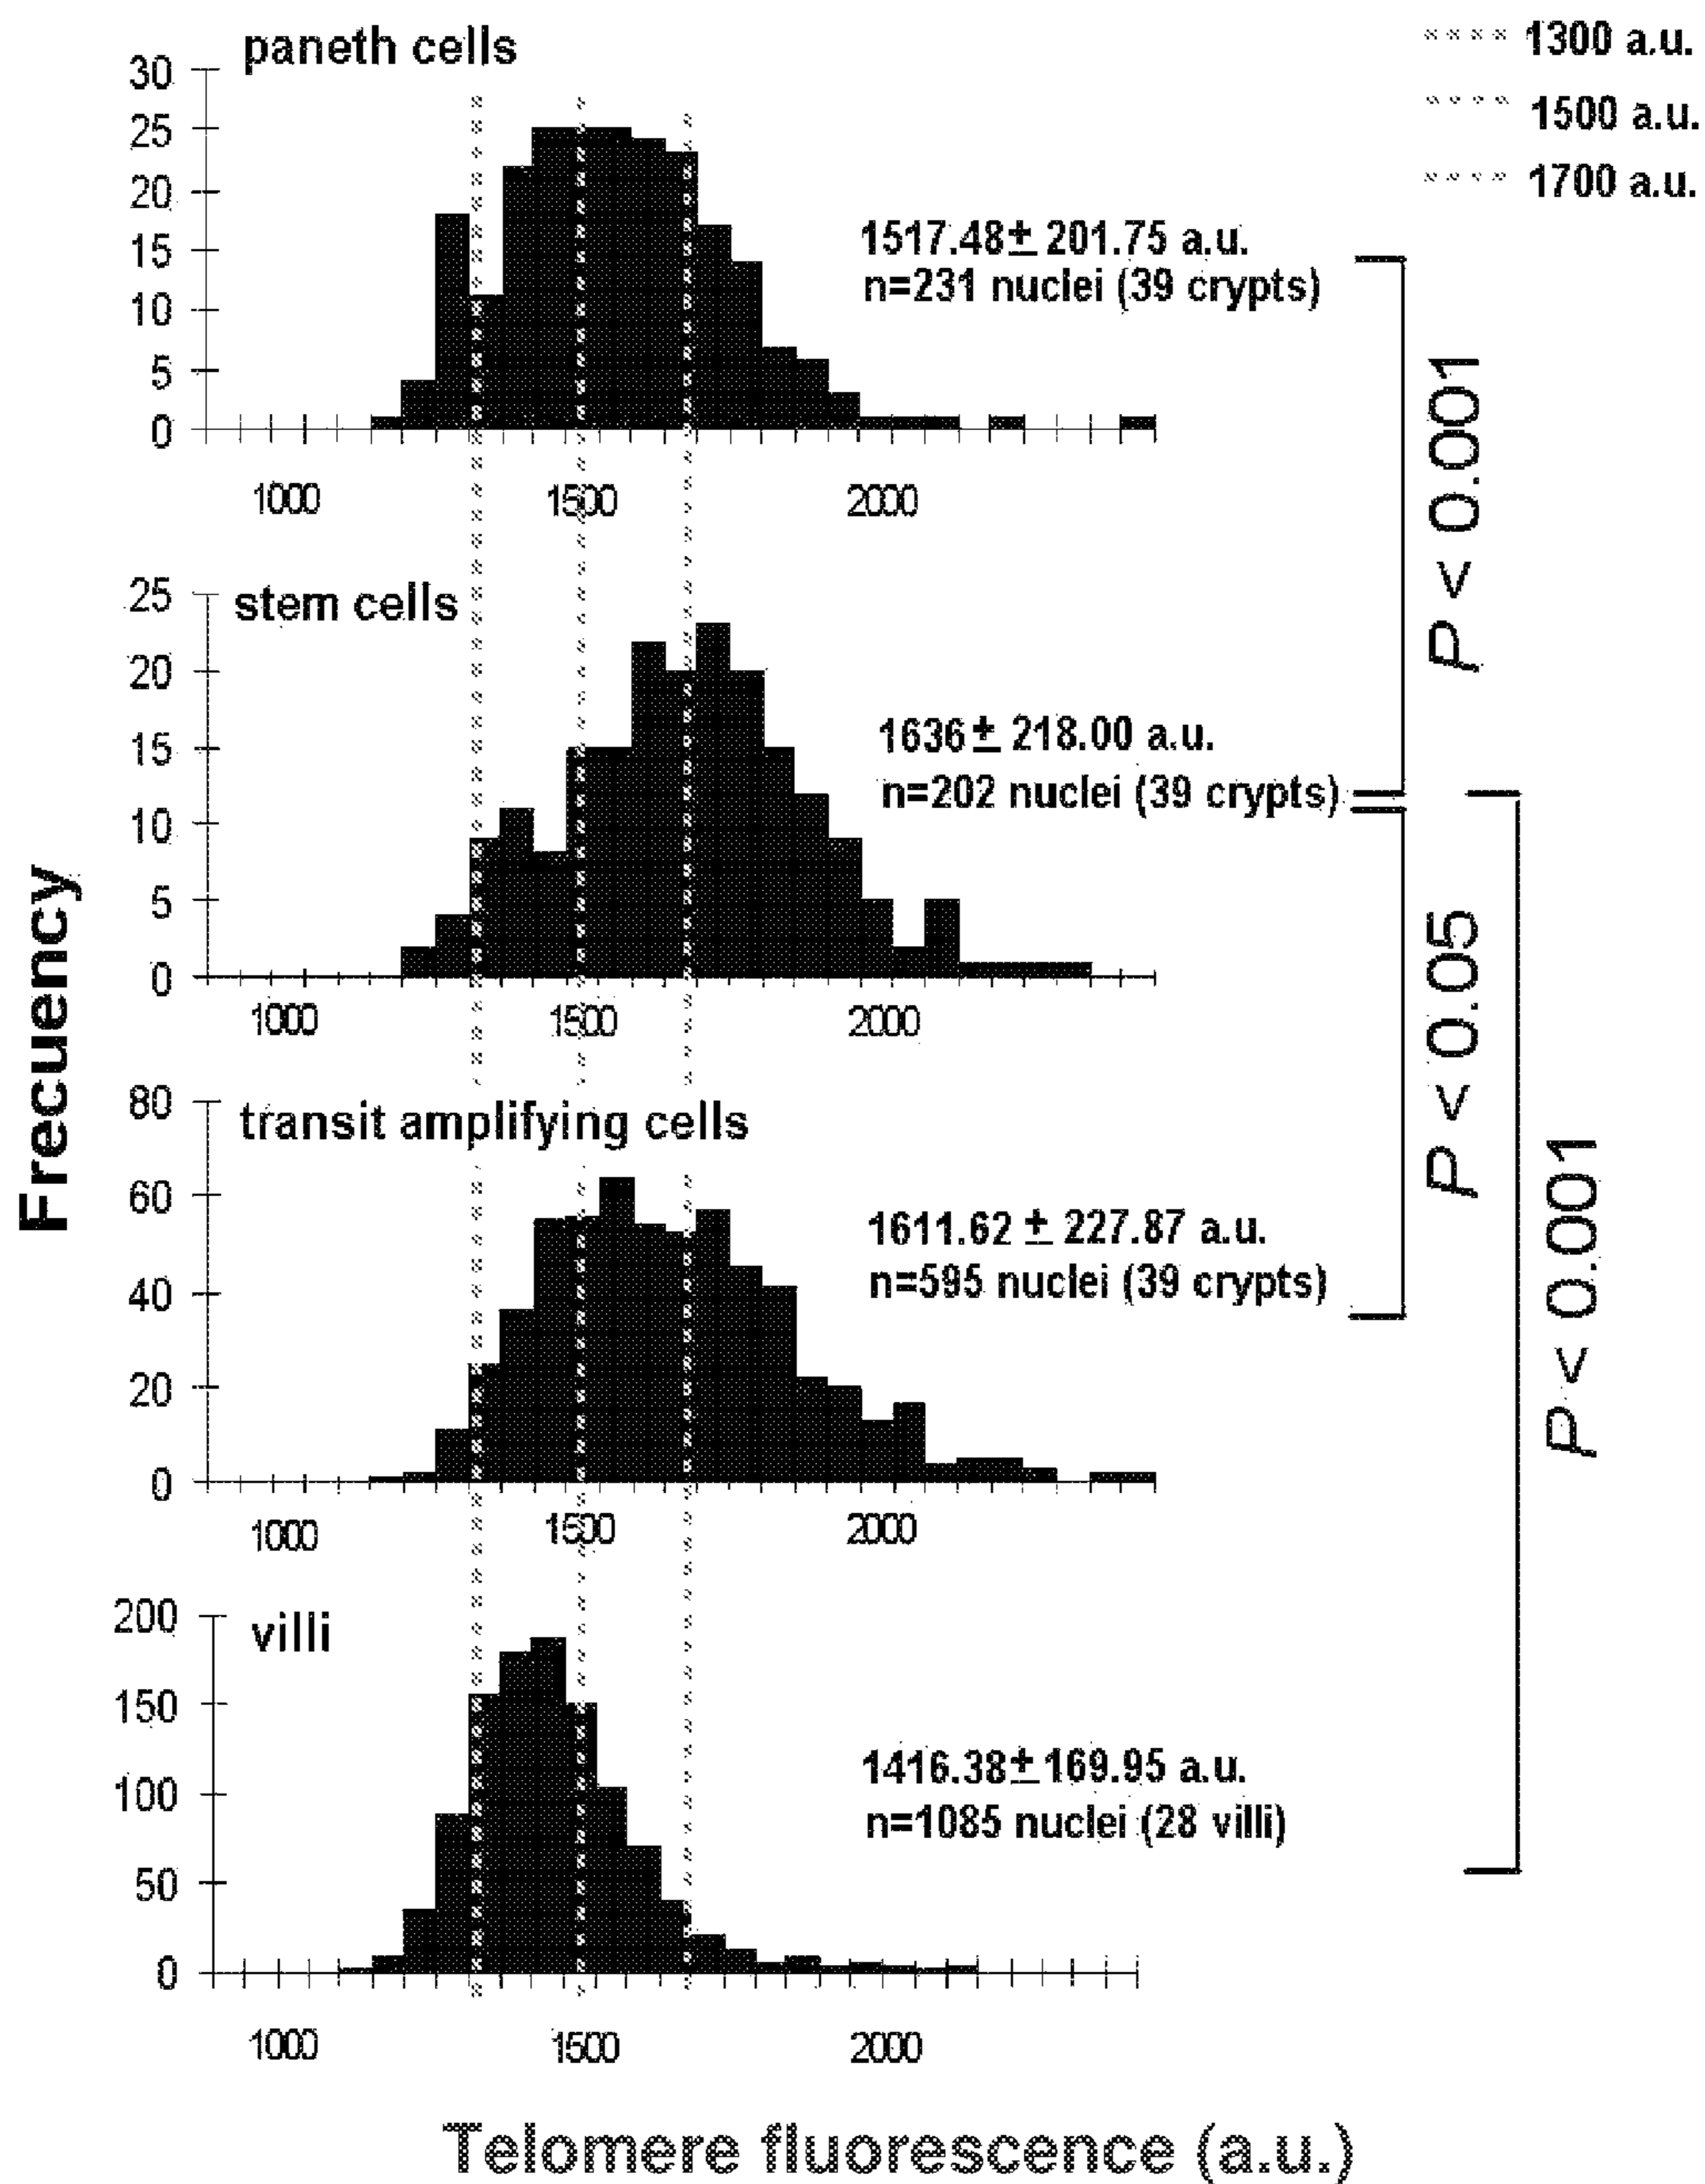 1300 a.u.
1500 a.u.
1700 a.u.
paneth cells
30
25
20
15
10
5
0
1517.48± 201.75 a.u.
n=231 nuclei (39 crypts)
1000 1500 2000
P < 0.001
stem cells
25
20
15
10
5
0
1636± 218.00 a.u.
n=202 nuclei (39 crypts)
1000 1500 2000
Frecuency
P < 0.05
transit amplifying cells
80
60
40
20
0
1611.62 ± 227.87 a.u.
n=595 nuclei (39 crypts)
1000 1500 2000
P < 0.001
villi
200
150
100
50
0
1416.38±169.95 a.u.
n=1085 nuclei (28 villi)
1000 1500 2000
Telomere fluorescence (a.u.)